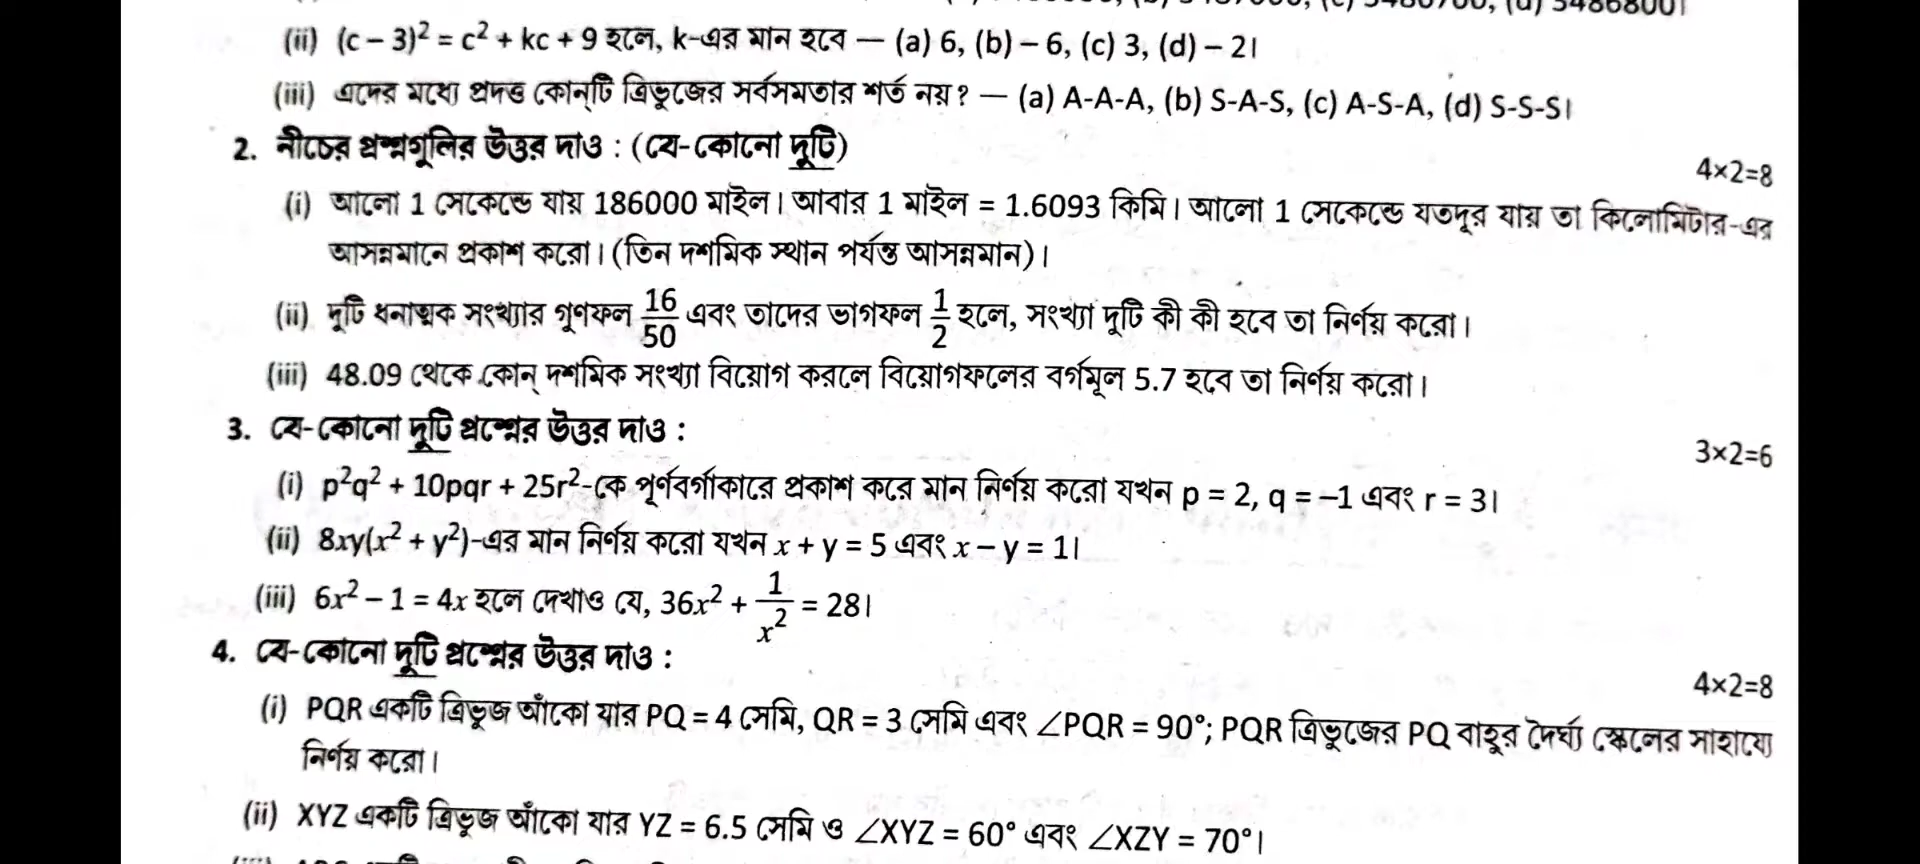 (ii) (c – 3)² = c² + kc + 9 হলে, k-এর মান হবে — (a) 6, (b) – 6, (c) 3, (d) – 2।
(iii) এদের মধ্যে প্রদত্ত কোন্‌টি ত্রিভুজের সর্বসমতার শর্ত নয়? — (a) A-A-A, (b) S-A-S, (c) A-S-A, (d) S-S-S।
2. নীচের প্রশ্নগুলির উত্তর দাও : (যে-কোনো দুটি)
4×2=8
(i) আলো 1 সেকেন্ডে যায় 186000 মাইল। আবার 1 মাইল = 1.6093 কিমি। আলো 1 সেকেন্ডে যতদূর যায় তা কিলোমিটার-এর
আসন্নমানে প্রকাশ করো। (তিন দশমিক স্থান পর্যন্ত আসন্নমান)।
(ii) দুটি ধনাত্মক সংখ্যার গুণফল 16/50 এবং তাদের ভাগফল 1/2 হলে, সংখ্যা দুটি কী কী হবে তা নির্ণয় করো।
(iii) 48.09 থেকে কোন্ দশমিক সংখ্যা বিয়োগ করলে বিয়োগফলের বর্গমূল 5.7 হবে তা নির্ণয় করো।
3. যে-কোনো দুটি প্রশ্নের উত্তর দাও :
3×2=6
(i) p²q² + 10pqr + 25r²-কে পূর্ণবর্গাকারে প্রকাশ করে মান নির্ণয় করো যখন p = 2, q = –1 এবং r = 3।
(ii) 8xy(x² + y²)-এর মান নির্ণয় করো যখন x + y = 5 এবং x – y = 1।
(iii) 6x² – 1 = 4x হলে দেখাও যে, 36x² + 1/x² = 28।
4. যে-কোনো দুটি প্রশ্নের উত্তর দাও :
4×2=8
(i) PQR একটি ত্রিভুজ আঁকো যার PQ = 4 সেমি, QR = 3 সেমি এবং ∠PQR = 90°; PQR ত্রিভুজের PQ বাহুর দৈর্ঘ্য স্কেলের সাহায্যে
নির্ণয় করো।
(ii) XYZ একটি ত্রিভুজ আঁকো যার YZ = 6.5 সেমি ও ∠XYZ = 60° এবং ∠XZY = 70°।